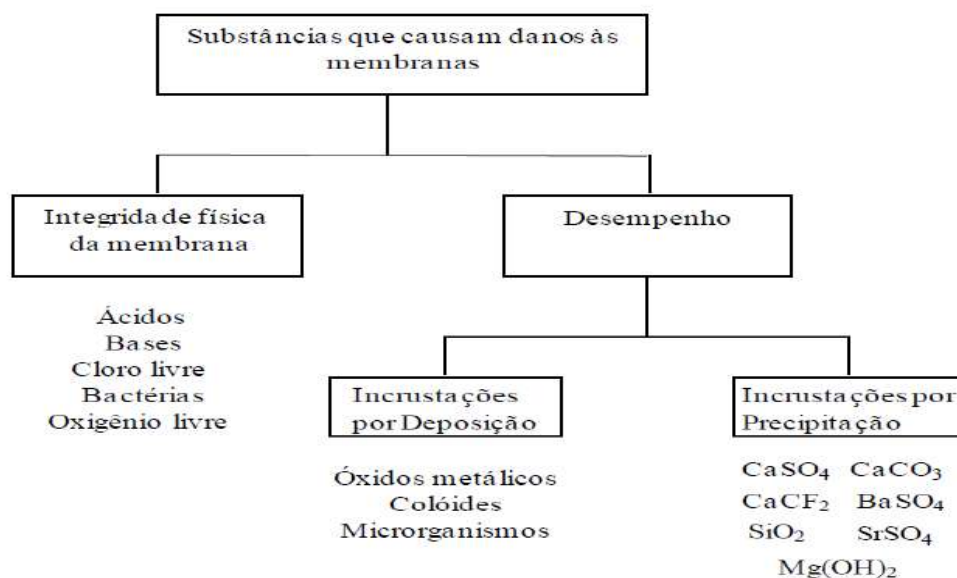 Substâncias que causam danos às
membranas
Integridade física
da membrana
Desempenho
Ácidos
Bases
Cloro livre
Bactérias
Oxigênio livre
Incrustações
por Deposição
Incrustações por
Precipitação
Óxidos metálicos
Colóides
Microrganismos
CaSO₄ CaCO₃
CaCF₂ BaSO₄
SiO₂ SrSO₄
Mg(OH)₂